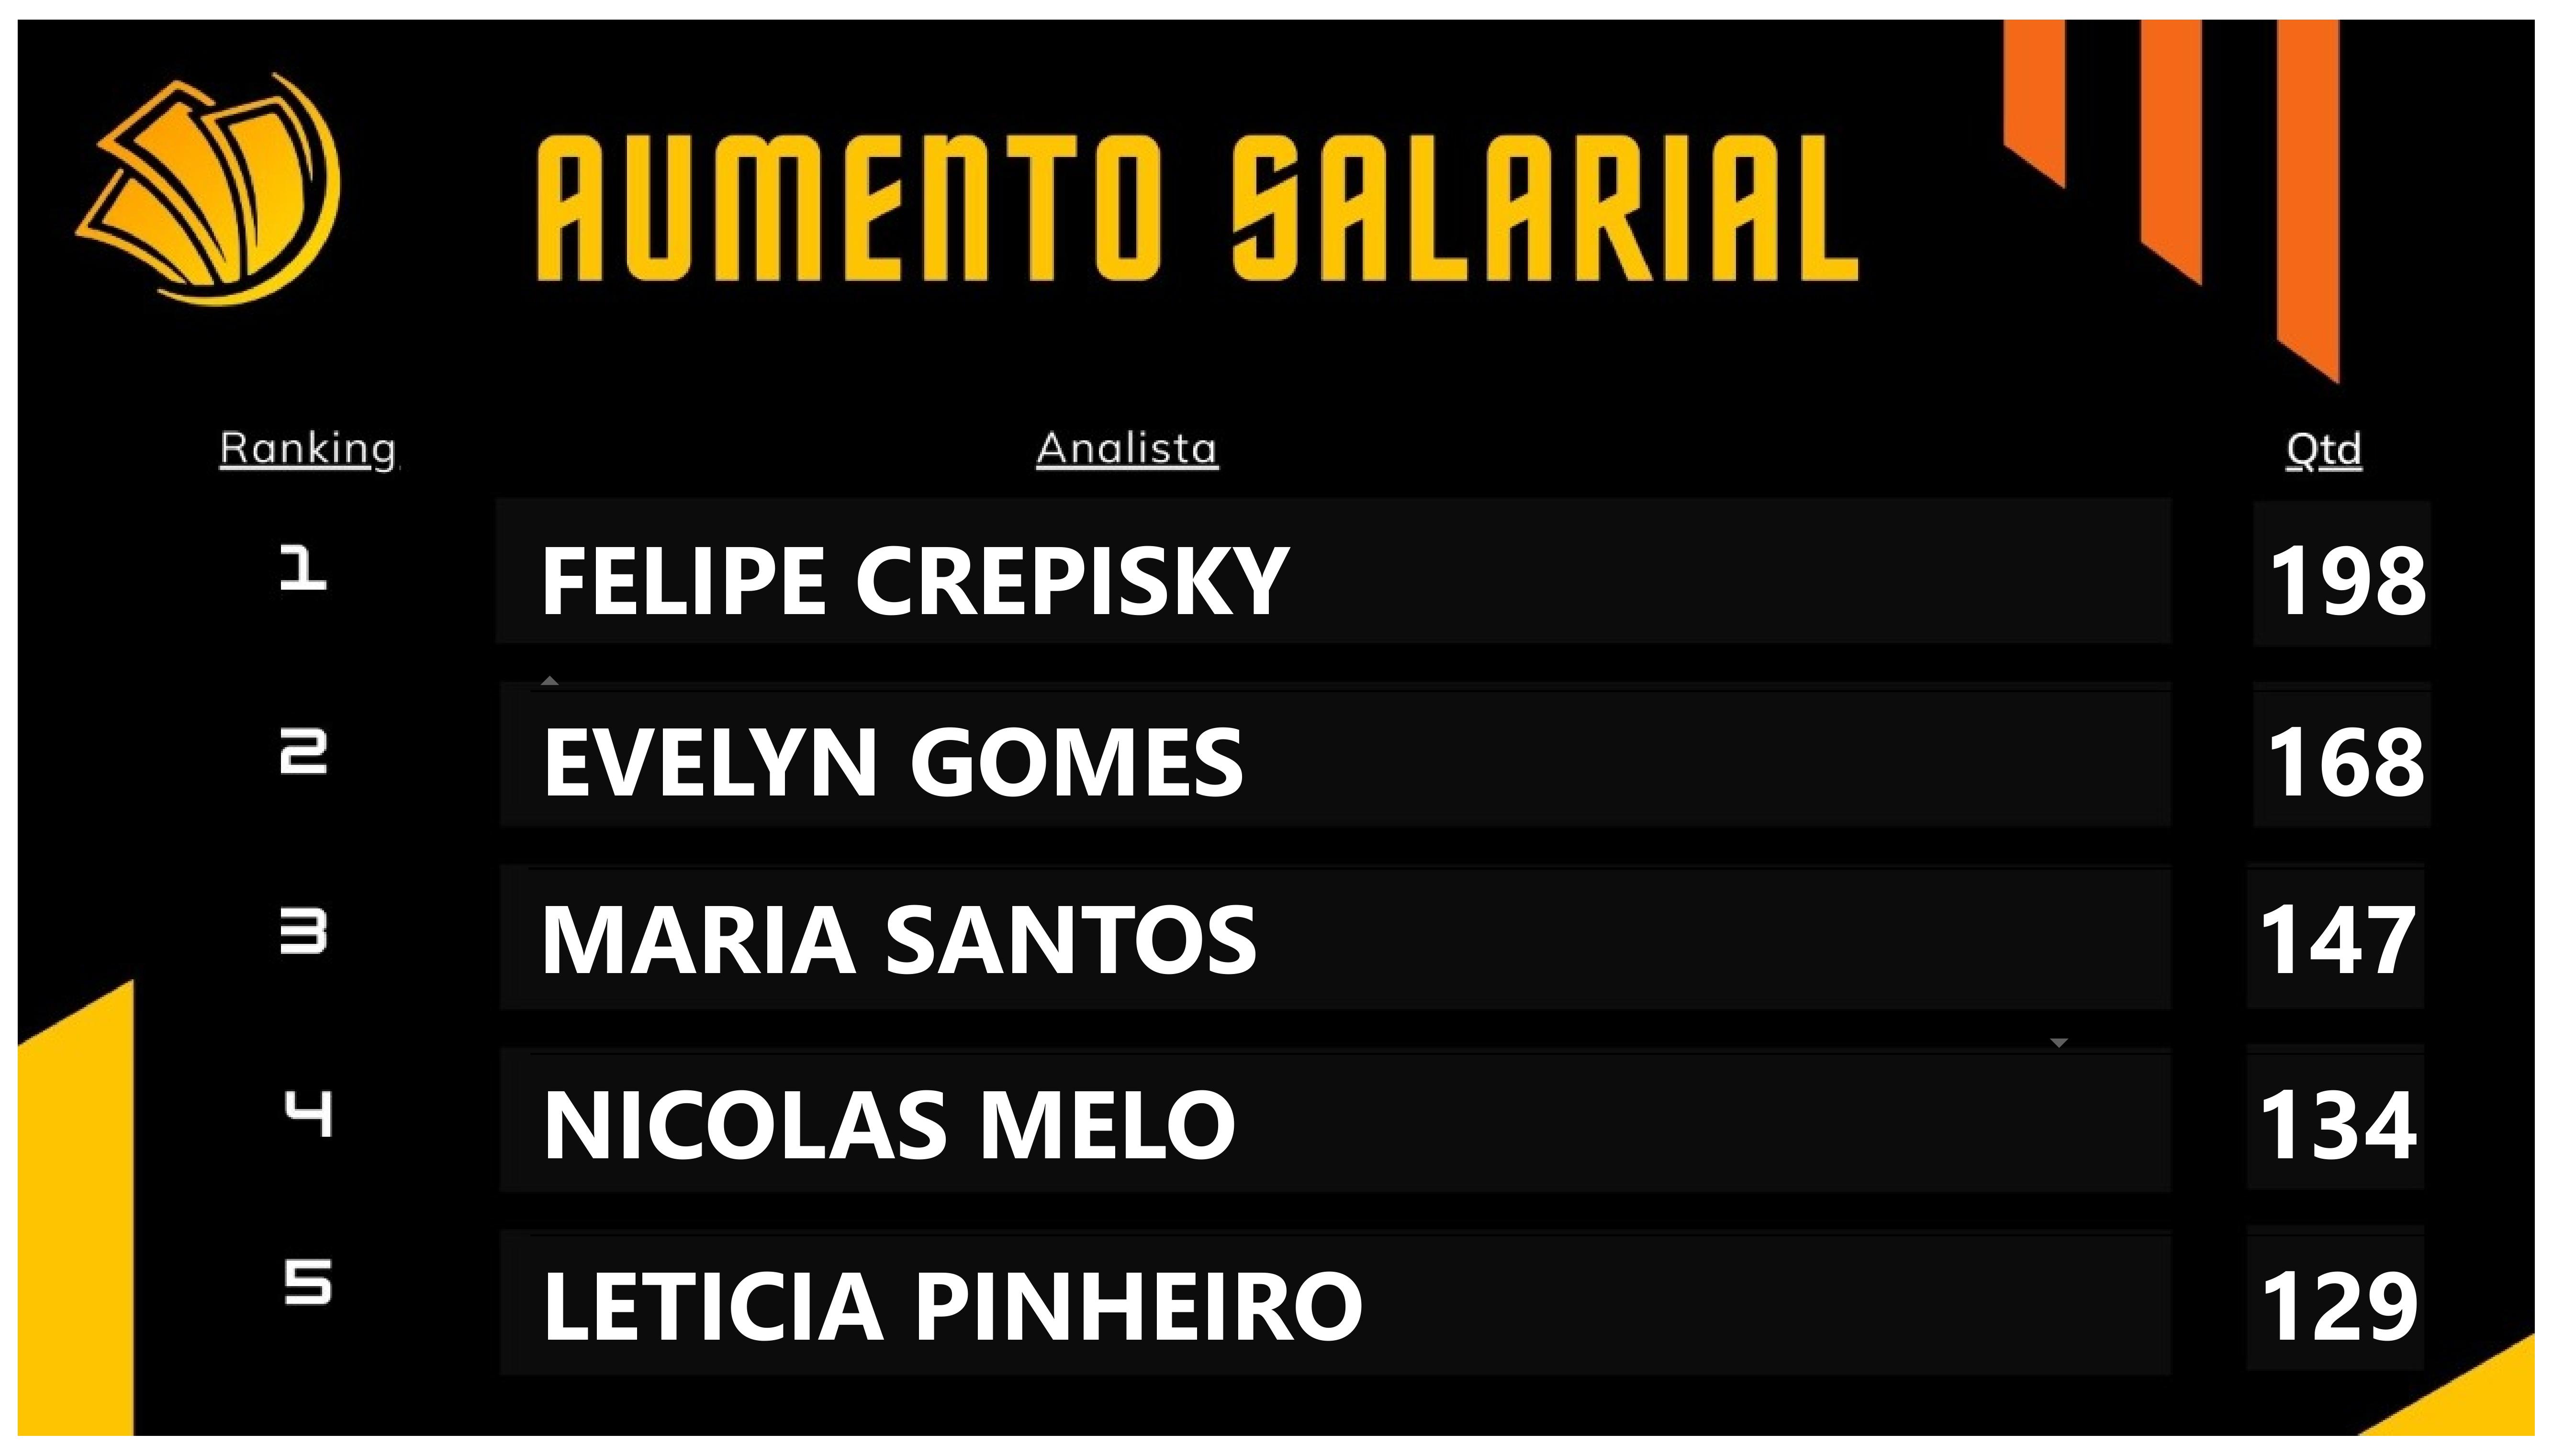 AUMENTO SALARIAL
Ranking Analista Qtd
1 FELIPE CREPISKY 198
2 EVELYN GOMES 168
3 MARIA SANTOS 147
4 NICOLAS MELO 134
5 LETICIA PINHEIRO 129